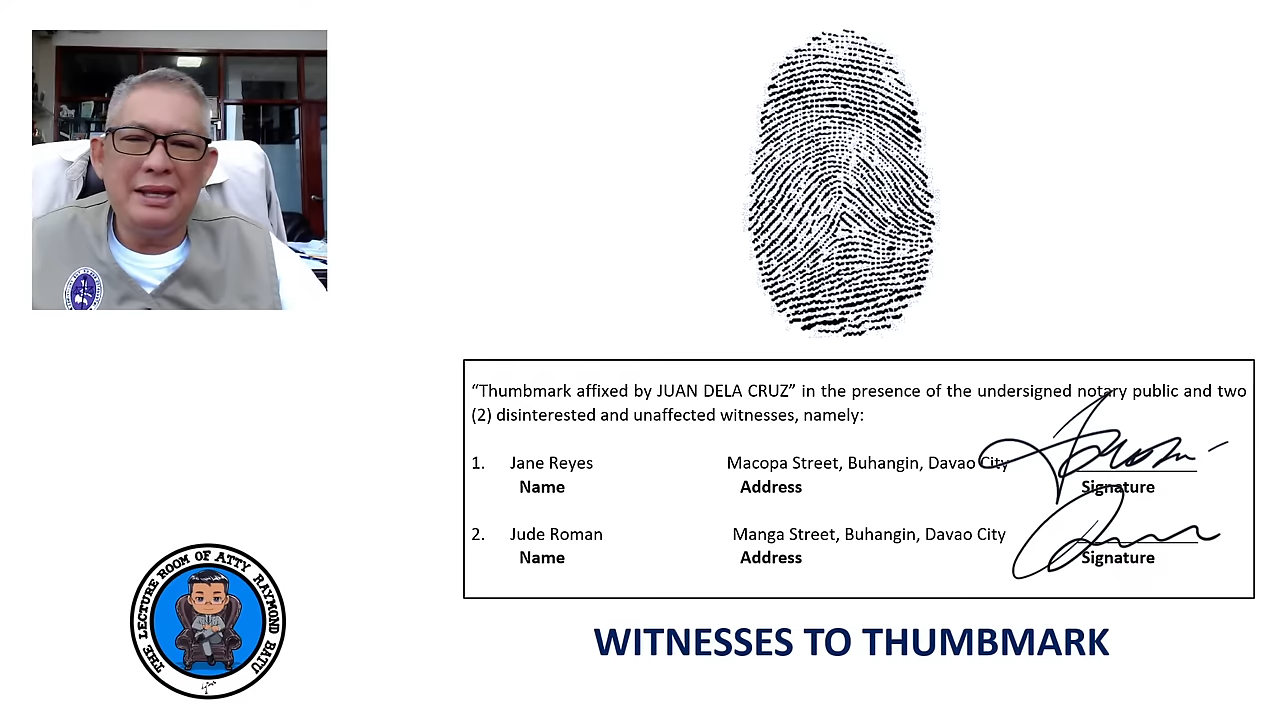 “Thumbmark affixed by JUAN DELA CRUZ” in the presence of the undersigned notary public and two
(2) disinterested and unaffected witnesses, namely:
1. Jane Reyes Macopa Street, Buhangin, Davao City
Name Address Signature
2. Jude Roman Manga Street, Buhangin, Davao City
Name Address Signature
WITNESSES TO THUMBMARK
THE LECTURE ROOM OF ATTY RAYMOND BATU